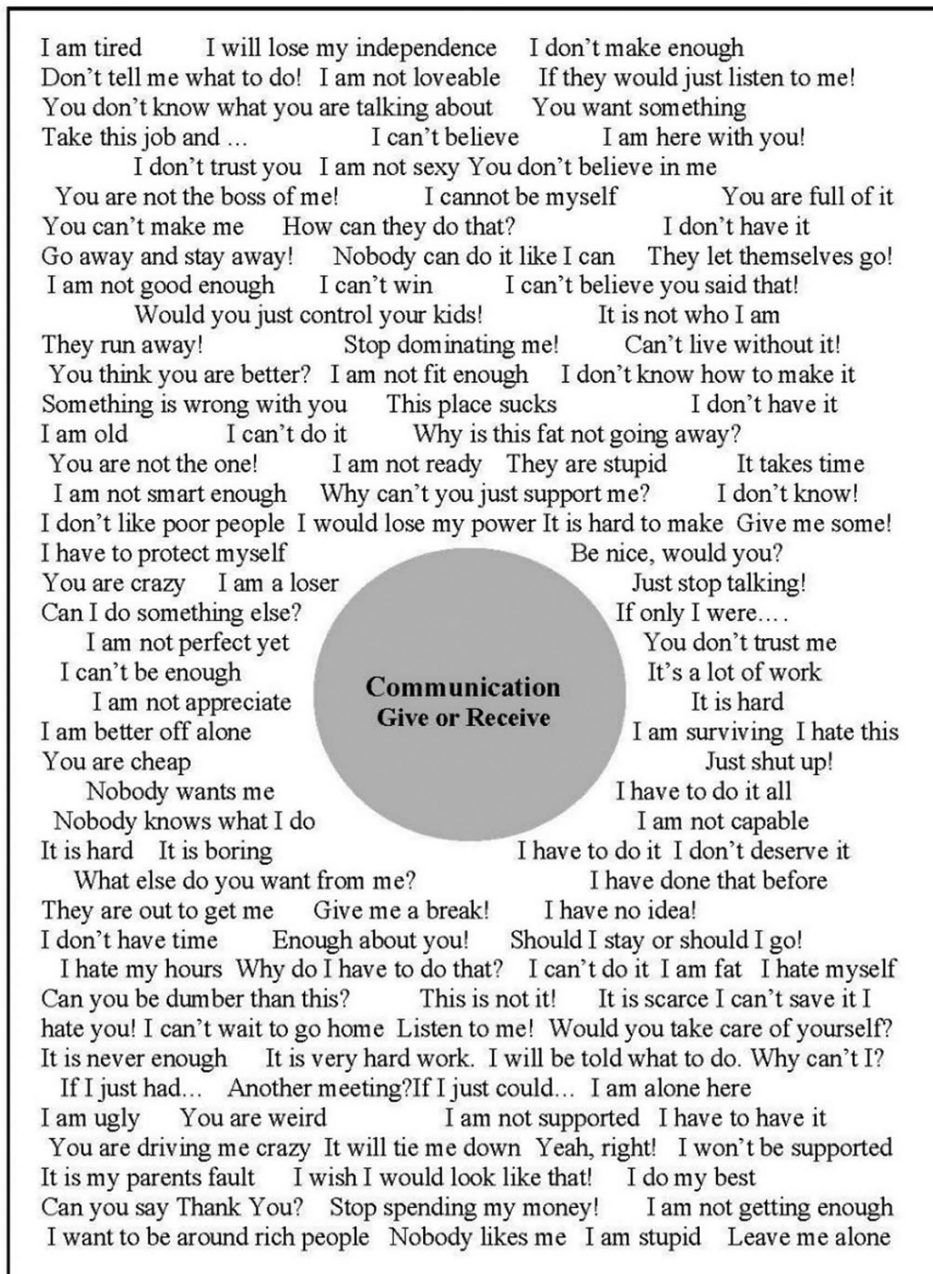 I am tired I will lose my independence I don't make enough
Don't tell me what to do! I am not loveable If they would just listen to me!
You don't know what you are talking about You want something
Take this job and ... I can't believe I am here with you!
I don't trust you I am not sexy You don't believe in me
You are not the boss of me! I cannot be myself You are full of it
You can't make me How can they do that? I don't have it
Go away and stay away! Nobody can do it like I can They let themselves go!
I am not good enough I can't win I can't believe you said that!
Would you just control your kids! It is not who I am
They run away! Stop dominating me! Can't live without it!
You think you are better? I am not fit enough I don't know how to make it
Something is wrong with you This place sucks I don't have it
I am old I can't do it Why is this fat not going away?
You are not the one! I am not ready They are stupid It takes time
I am not smart enough Why can't you just support me? I don't know!
I don't like poor people I would lose my power It is hard to make Give me some!
I have to protect myself Be nice, would you?
You are crazy I am a loser Just stop talking!
Can I do something else? If only I were....
I am not perfect yet You don't trust me
I can't be enough It's a lot of work
Communication
I am not appreciate It is hard
Give or Receive
I am better off alone I am surviving I hate this
You are cheap Just shut up!
Nobody wants me I have to do it all
Nobody knows what I do I am not capable
It is hard It is boring I have to do it I don't deserve it
What else do you want from me? I have done that before
They are out to get me Give me a break! I have no idea!
I don't have time Enough about you! Should I stay or should I go!
I hate my hours Why do I have to do that? I can't do it I am fat I hate myself
Can you be dumber than this? This is not it! It is scarce I can't save it I
hate you! I can't wait to go home Listen to me! Would you take care of yourself?
It is never enough It is very hard work. I will be told what to do. Why can't I?
If I just had... Another meeting?If I just could... I am alone here
I am ugly You are weird I am not supported I have to have it
You are driving me crazy It will tie me down Yeah, right! I won't be supported
It is my parents fault I wish I would look like that! I do my best
Can you say Thank You? Stop spending my money! I am not getting enough
I want to be around rich people Nobody likes me I am stupid Leave me alone